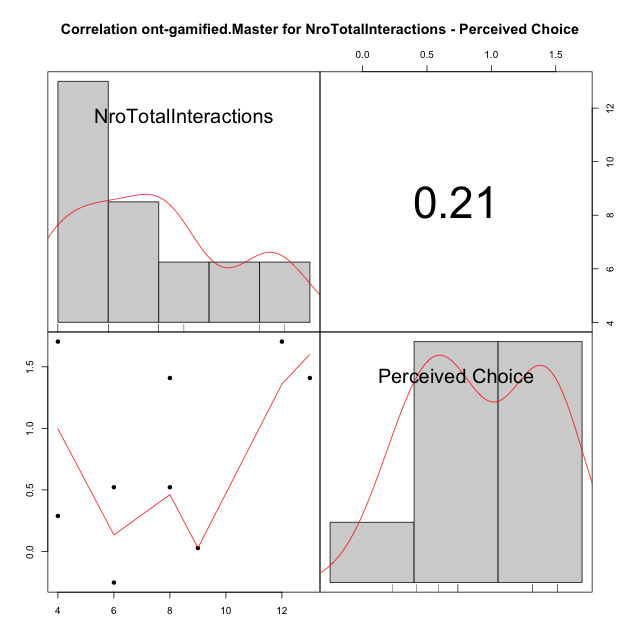 Correlation ont-gamified.Master for NroTotalInteractions - Perceived Choice
0.0 0.5 1.0 1.5
NroTotalInteractions
0.21
12
10
8
6
4
Perceived Choice
1.5
1.0
0.5
0.0
4 6 8 10 12